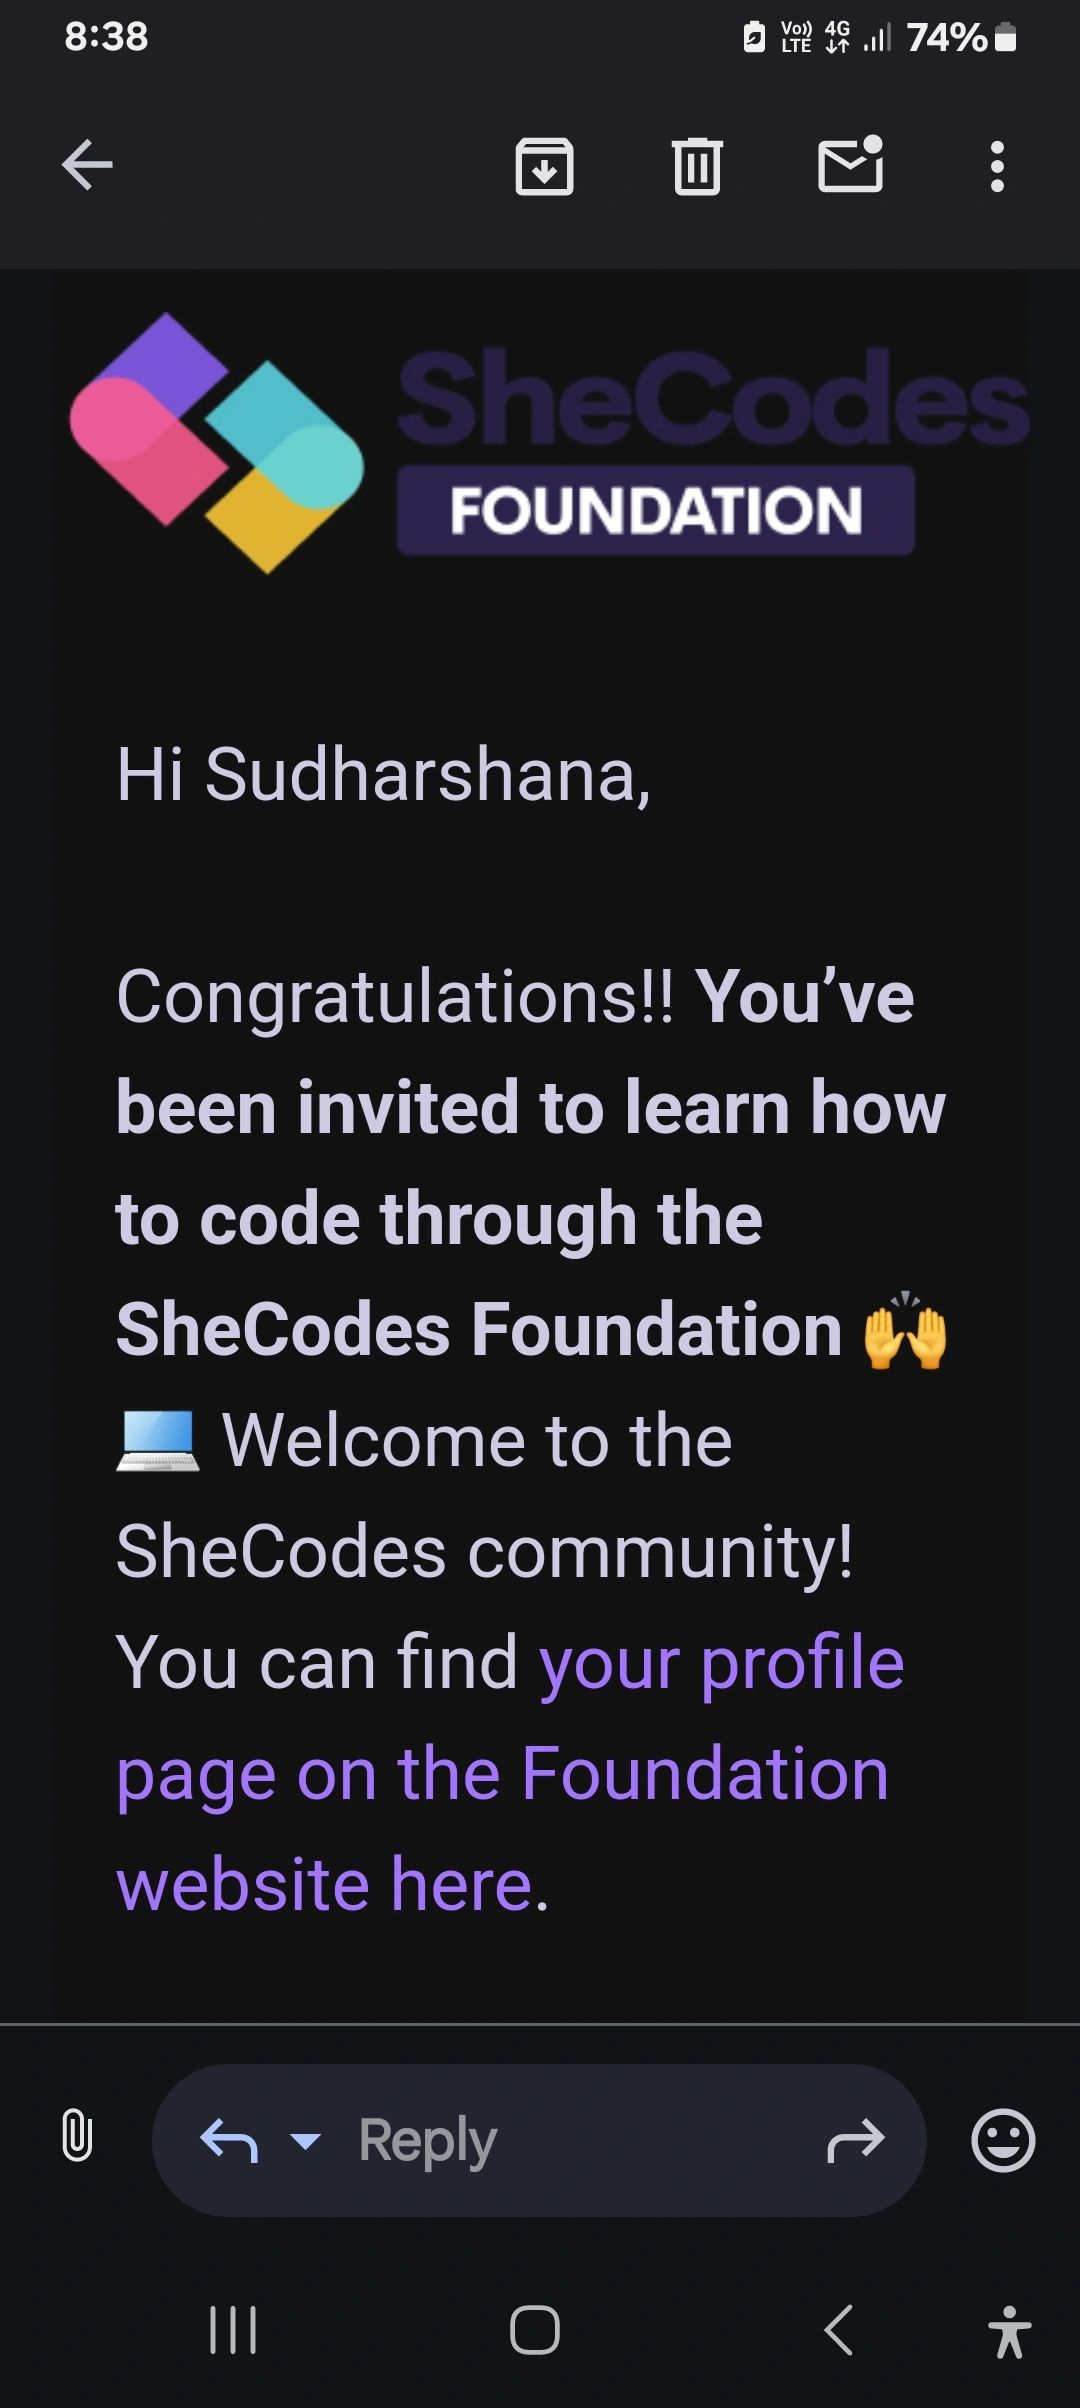 8:38
Vo)) LTE 4G 74%
SheCodes
FOUNDATION
Hi Sudharshana,
Congratulations!! You’ve
been invited to learn how
to code through the
SheCodes Foundation 🙌
💻 Welcome to the
SheCodes community!
You can find your profile
page on the Foundation
website here.
Reply